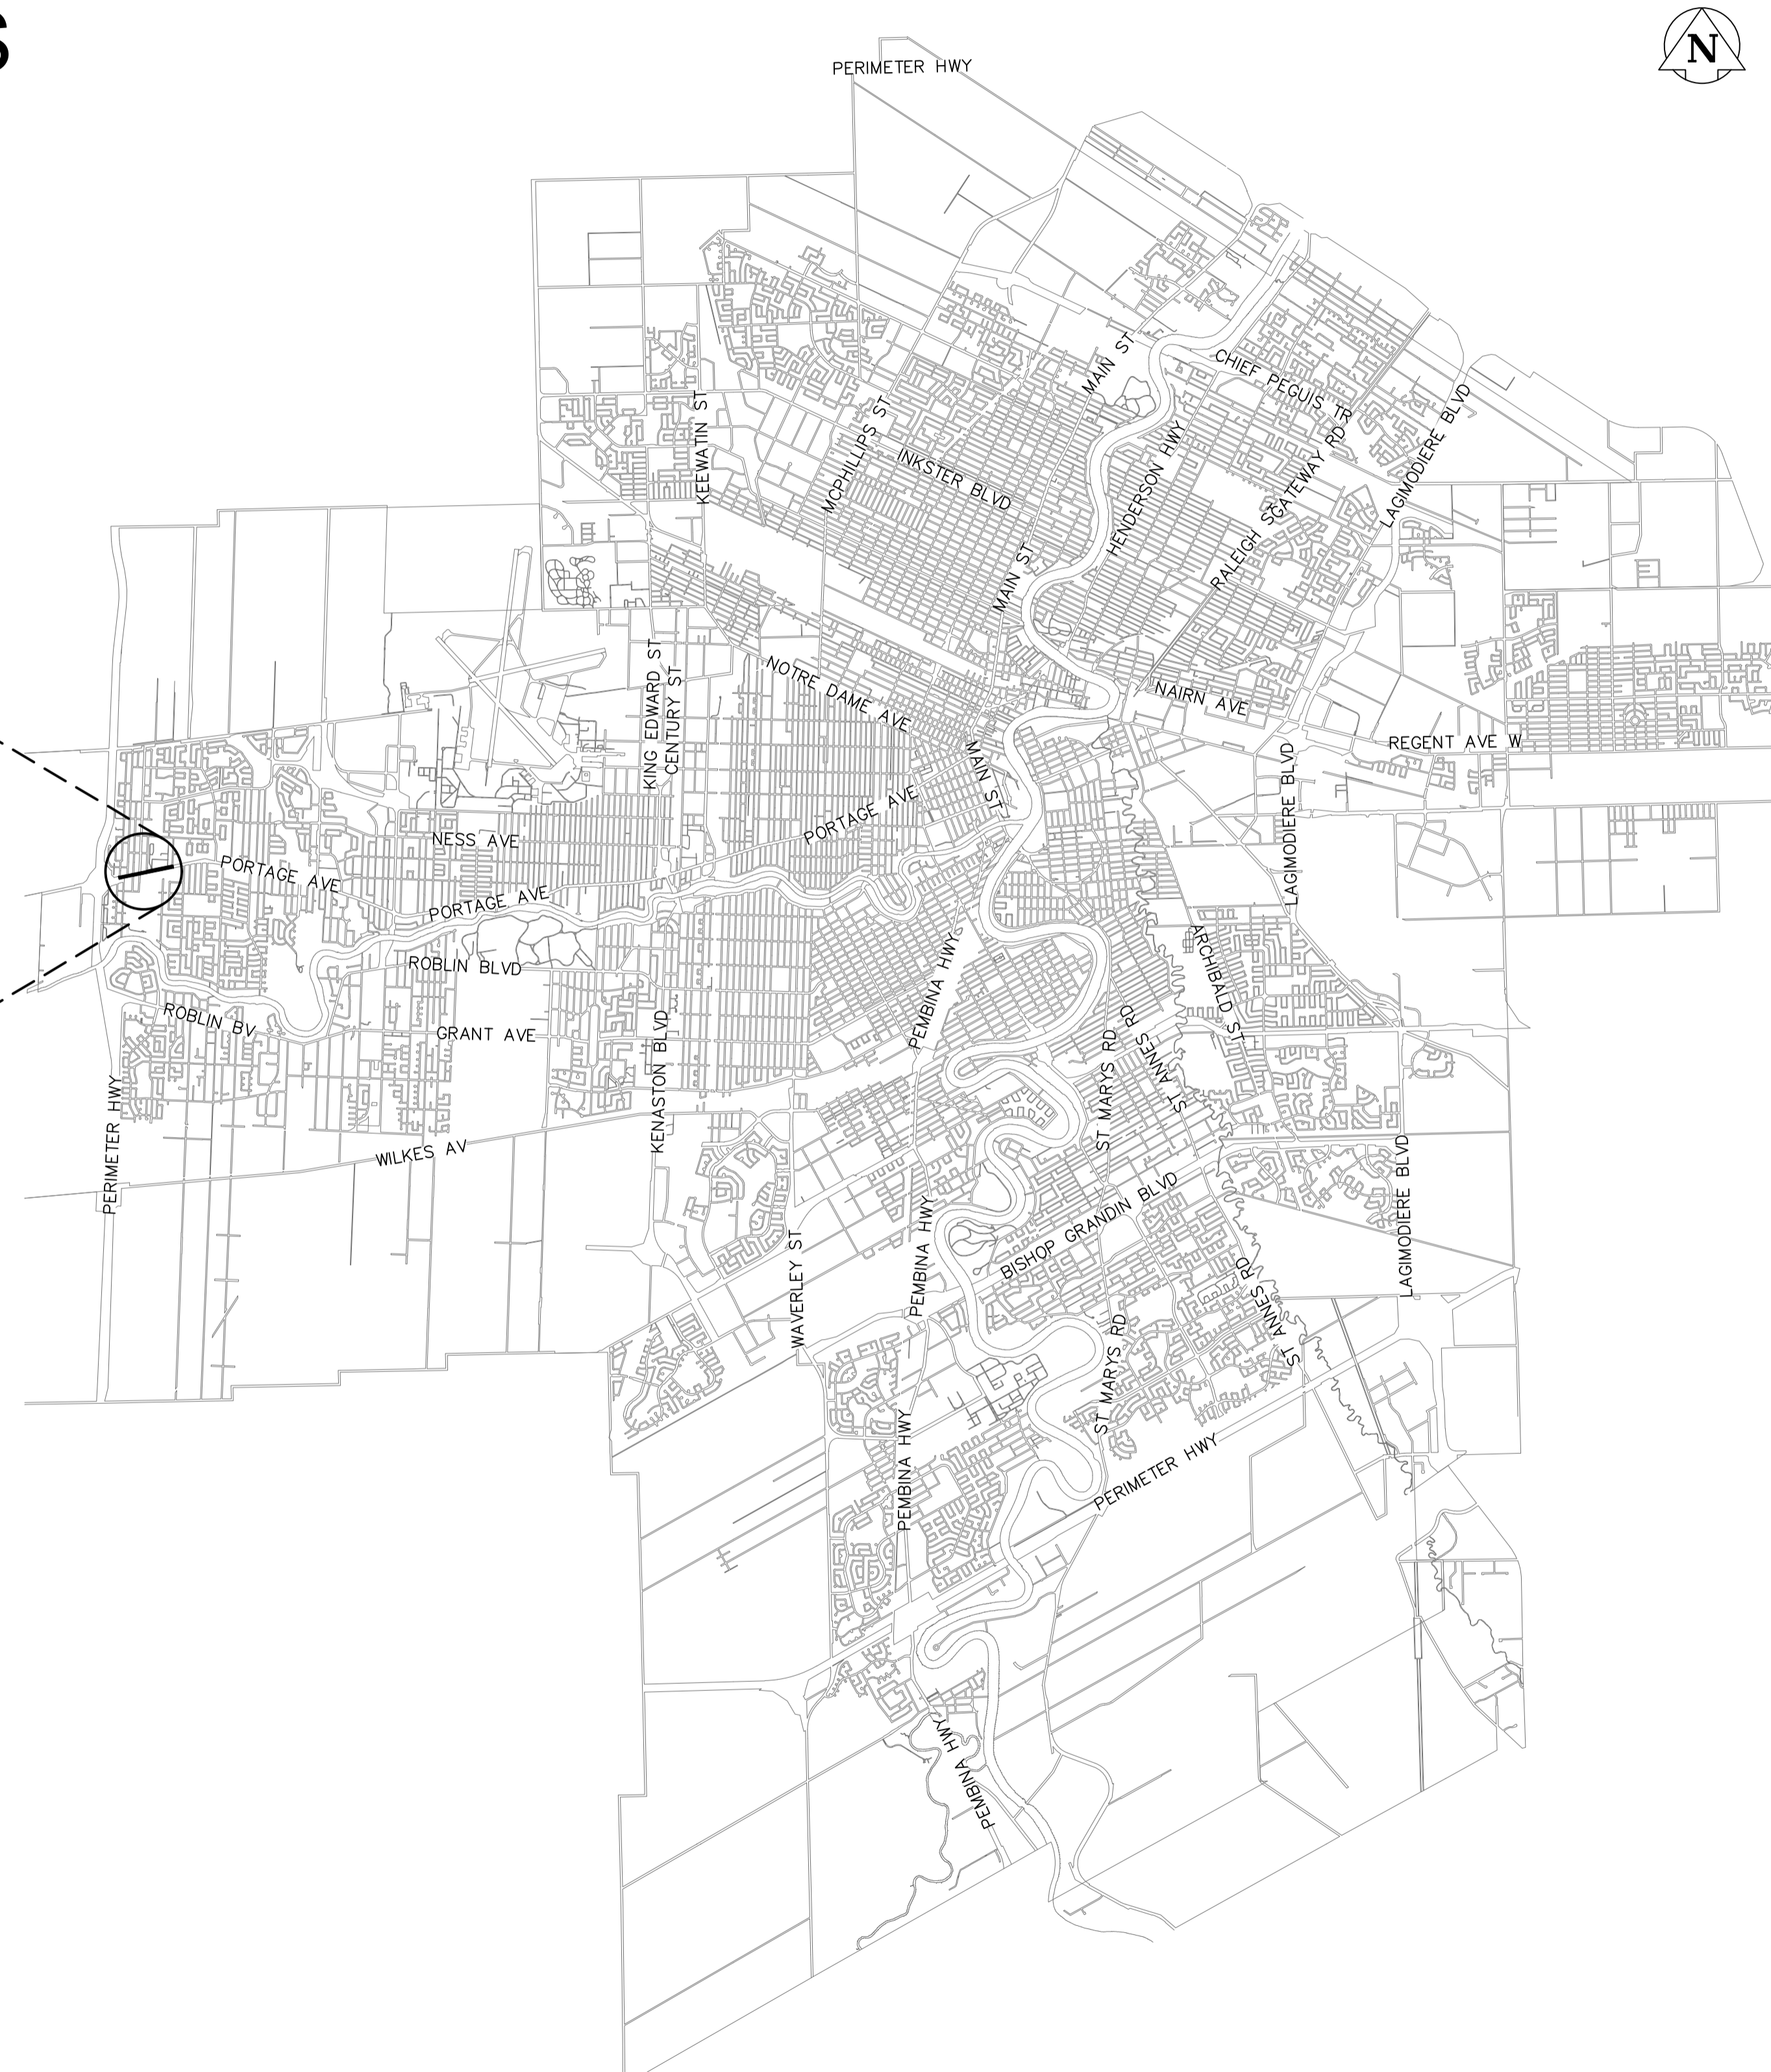 S
N
PERIMETER HWY
MAIN ST
CHIEF PEGUIS TR
LAGIMODIERE BLVD
KEEWATIN ST
MCPHILLIPS ST
INKSTER BLVD
HENDERSON HWY
GATEWAY RD
RALEIGH S
MAIN ST
KING EDWARD ST
CENTURY ST
NOTRE DAME AVE
NAIRN AVE
REGENT AVE W
MAIN ST
LAGIMODIERE BLVD
PORTAGE AVE
NESS AVE
PORTAGE AVE
PORTAGE AVE
ROBLIN BLVD
ROBLIN BV
GRANT AVE
PEMBINA HWY
ARCHIBALD ST
ST ANNES RD
ST MARYS RD
KENASTON BLVD
PERIMETER HWY
WILKES AV
LAGIMODIERE BLVD
BISHOP GRANDIN BLVD
PEMBINA HWY
WAVERLEY ST
ST ANNES RD
ST MARYS RD
PEMBINA HWY
PERIMETER HWY
PEMBINA HWY